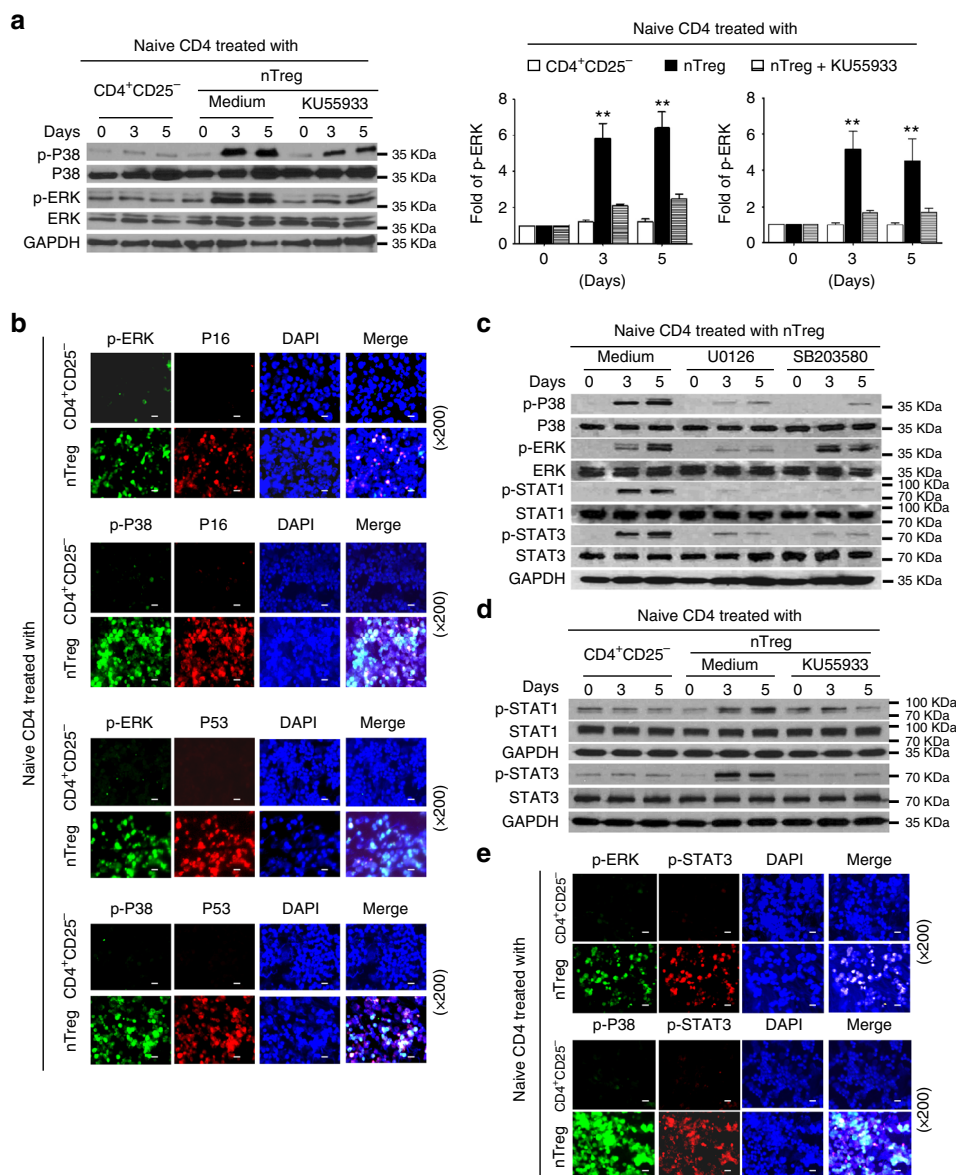 a
Naive CD4 treated with
CD4⁺CD25⁻
nTreg
Medium
KU55933
Days 0 3 5 0 3 5 0 3 5
p-P38
35 KDa
P38
35 KDa
p-ERK
35 KDa
ERK
35 KDa
GAPDH
35 KDa
Naive CD4 treated with
CD4⁺CD25⁻ nTreg nTreg + KU55933
Fold of p-ERK
8
6
4
2
0
** **
0 3 5
(Days)
Fold of p-ERK
8
6
4
2
0
** **
0 3 5
(Days)
b
Naive CD4 treated with
p-ERK P16 DAPI Merge
CD4⁺CD25⁻
nTreg
(×200)
p-P38 P16 DAPI Merge
CD4⁺CD25⁻
nTreg
(×200)
p-ERK P53 DAPI Merge
CD4⁺CD25⁻
nTreg
(×200)
p-P38 P53 DAPI Merge
CD4⁺CD25⁻
nTreg
(×200)
c
Naive CD4 treated with nTreg
Medium U0126 SB203580
Days 0 3 5 0 3 5 0 3 5
p-P38
35 KDa
P38
35 KDa
p-ERK
35 KDa
ERK
35 KDa
p-STAT1
100 KDa
70 KDa
STAT1
100 KDa
70 KDa
p-STAT3
70 KDa
STAT3
70 KDa
GAPDH
35 KDa
d
Naive CD4 treated with
CD4⁺CD25⁻
nTreg
Medium KU55933
Days 0 3 5 0 3 5 0 3 5
p-STAT1
100 KDa
70 KDa
STAT1
100 KDa
70 KDa
GAPDH
35 KDa
p-STAT3
70 KDa
STAT3
70 KDa
GAPDH
35 KDa
e
Naive CD4 treated with
p-ERK p-STAT3 DAPI Merge
CD4⁺CD25⁻
nTreg
(×200)
p-P38 p-STAT3 DAPI Merge
CD4⁺CD25⁻
nTreg
(×200)